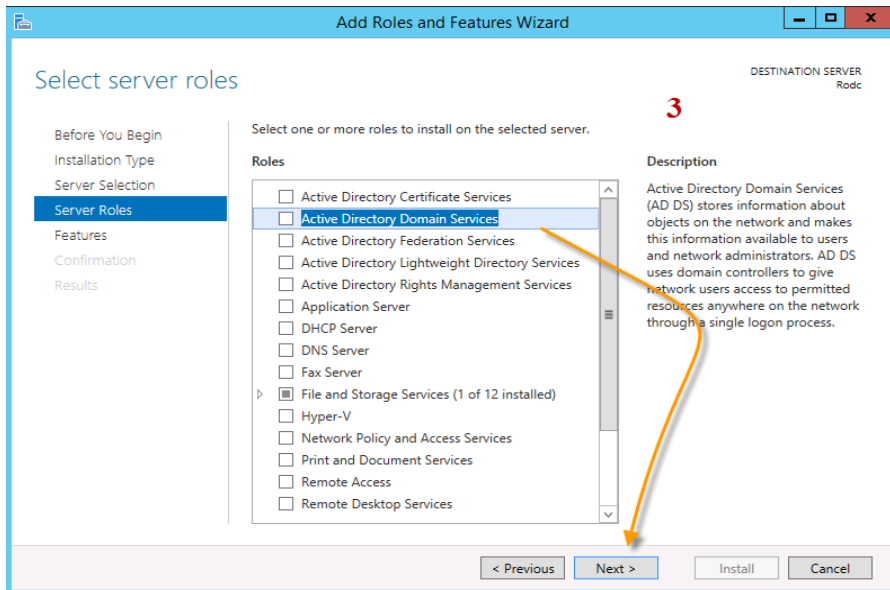 Add Roles and Features Wizard
Select server roles
DESTINATION SERVER
Rodc
3
Before You Begin
Installation Type
Server Selection
Server Roles
Features
Confirmation
Results
Select one or more roles to install on the selected server.
Roles
Active Directory Certificate Services
Active Directory Domain Services
Active Directory Federation Services
Active Directory Lightweight Directory Services
Active Directory Rights Management Services
Application Server
DHCP Server
DNS Server
Fax Server
File and Storage Services (1 of 12 installed)
Hyper-V
Network Policy and Access Services
Print and Document Services
Remote Access
Remote Desktop Services
Description
Active Directory Domain Services
(AD DS) stores information about
objects on the network and makes
this information available to users
and network administrators. AD DS
uses domain controllers to give
network users access to permitted
resources anywhere on the network
through a single logon process.
< Previous
Next >
Install
Cancel